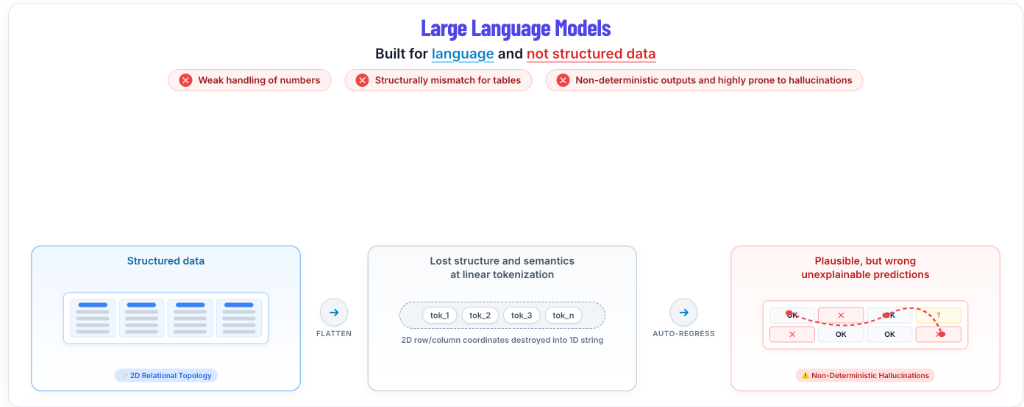 Large Language Models
Built for language and not structured data
Weak handling of numbers
Structurally mismatch for tables
Non-deterministic outputs and highly prone to hallucinations
Structured data
2D Relational Topology
FLATTEN
Lost structure and semantics
at linear tokenization
tok_1 tok_2 tok_3 tok_n
2D row/column coordinates destroyed into 1D string
AUTO-REGRESS
Plausible, but wrong
unexplainable predictions
OK OK ?
OK OK
Non-Deterministic Hallucinations